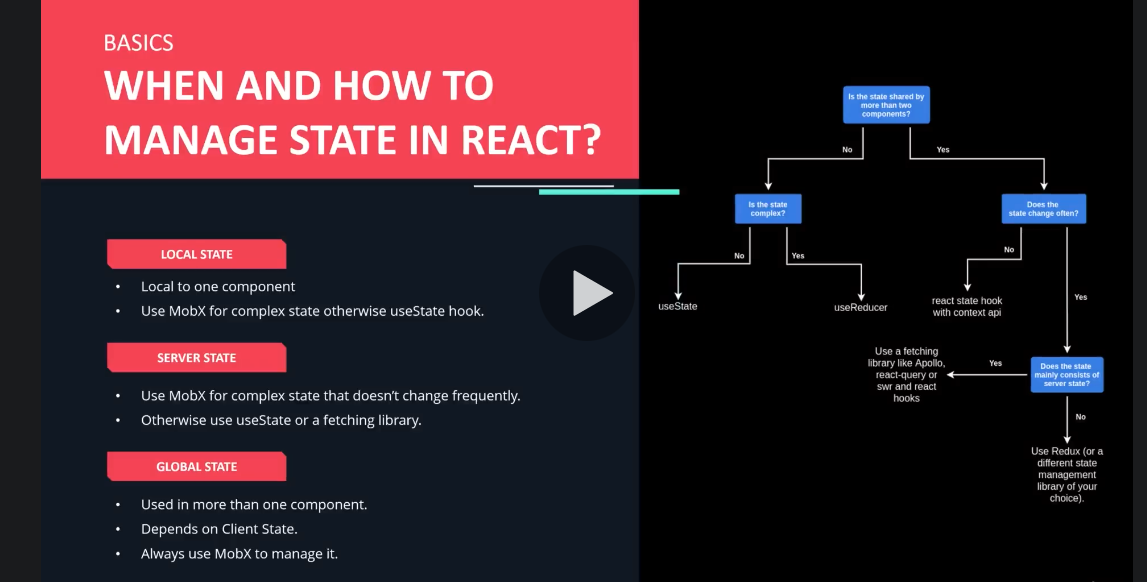 BASICS
WHEN AND HOW TO
MANAGE STATE IN REACT?
LOCAL STATE
• Local to one component
• Use MobX for complex state otherwise useState hook.
SERVER STATE
• Use MobX for complex state that doesn’t change frequently.
• Otherwise use useState or a fetching library.
GLOBAL STATE
• Used in more than one component.
• Depends on Client State.
• Always use MobX to manage it.
Is the state shared by
more than two
components?
No
Yes
Is the state
complex?
Does the
state change often?
No
Yes
No
Yes
useState
useReducer
react state hook
with context api
Use a fetching
library like Apollo,
react-query or
swr and react
hooks
Yes
Does the state
mainly consists of
server state?
No
Use Redux (or a
different state
management
library of your
choice).